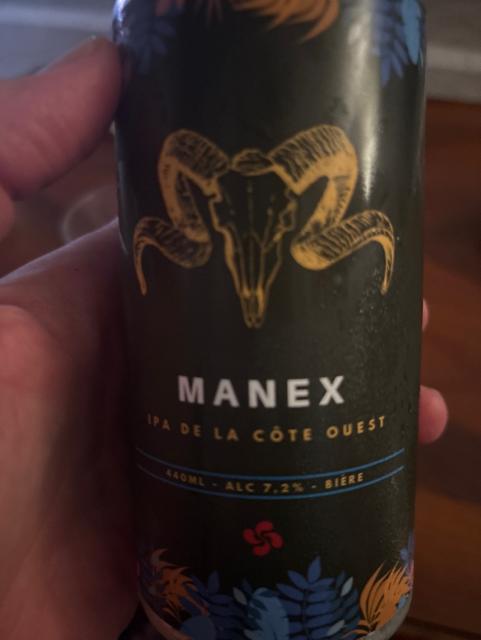 MANEX
IPA DE LA CÔTE OUEST
440ML - ALC 7,2% - BIÈRE